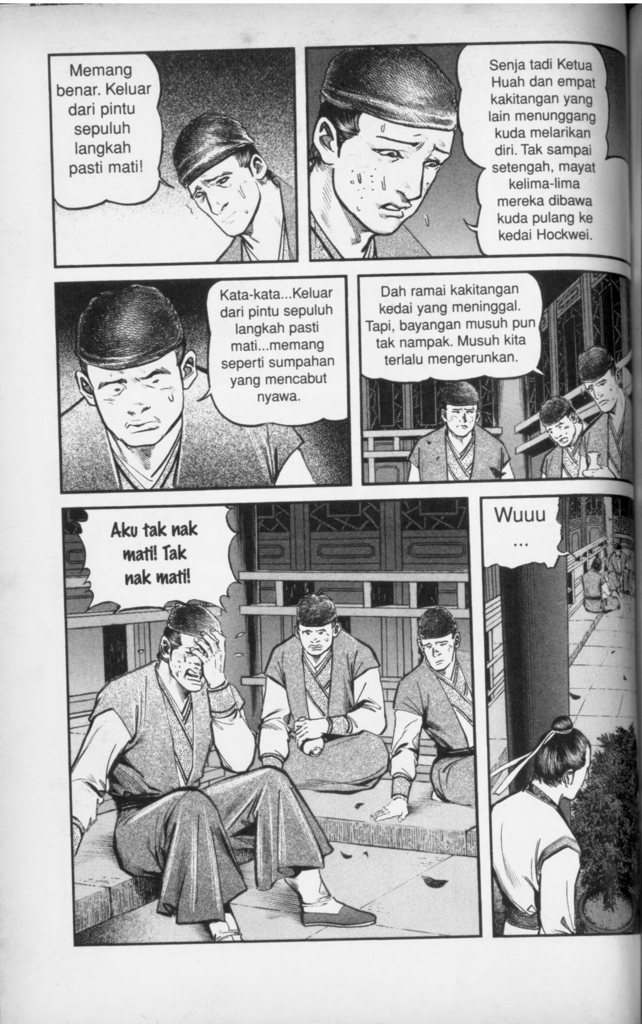 Memang
benar. Keluar
dari pintu
sepuluh
langkah
pasti mati!
Senja tadi Ketua
Huah dan empat
kakitangan yang
lain menunggang
kuda melarikan
diri. Tak sampai
setengah, mayat
kelima-lima
mereka dibawa
kuda pulang ke
kedai Hockwei.
Kata-kata...Keluar
dari pintu sepuluh
langkah pasti
mati...memang
seperti sumpahan
yang mencabut
nyawa.
Dah ramai kakitangan
kedai yang meninggal.
Tapi, bayangan musuh pun
tak nampak. Musuh kita
terlalu mengerunkan.
Aku tak nak
mati! Tak
nak mati!
Wuuu
...